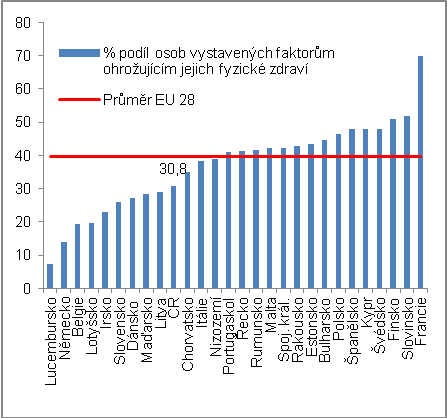 80
70
60
50
40
30
20
10
0
% podíl osob vystavených faktorům
ohrožujícím jejich fyzické zdraví
Průměr EU 28
30,8
Lucembursko
Německo
Belgie
Lotyšsko
Irsko
Slovensko
Dánsko
Maďarsko
Litva
ČR
Chorvatsko
Itálie
Nizozemí
Portugaskol
Řecko
Rumunsko
Malta
Spoj. král.
Rakousko
Estonsko
Bulharsko
Polsko
Španělsko
Kypr
Švédsko
Finsko
Slovinsko
Francie